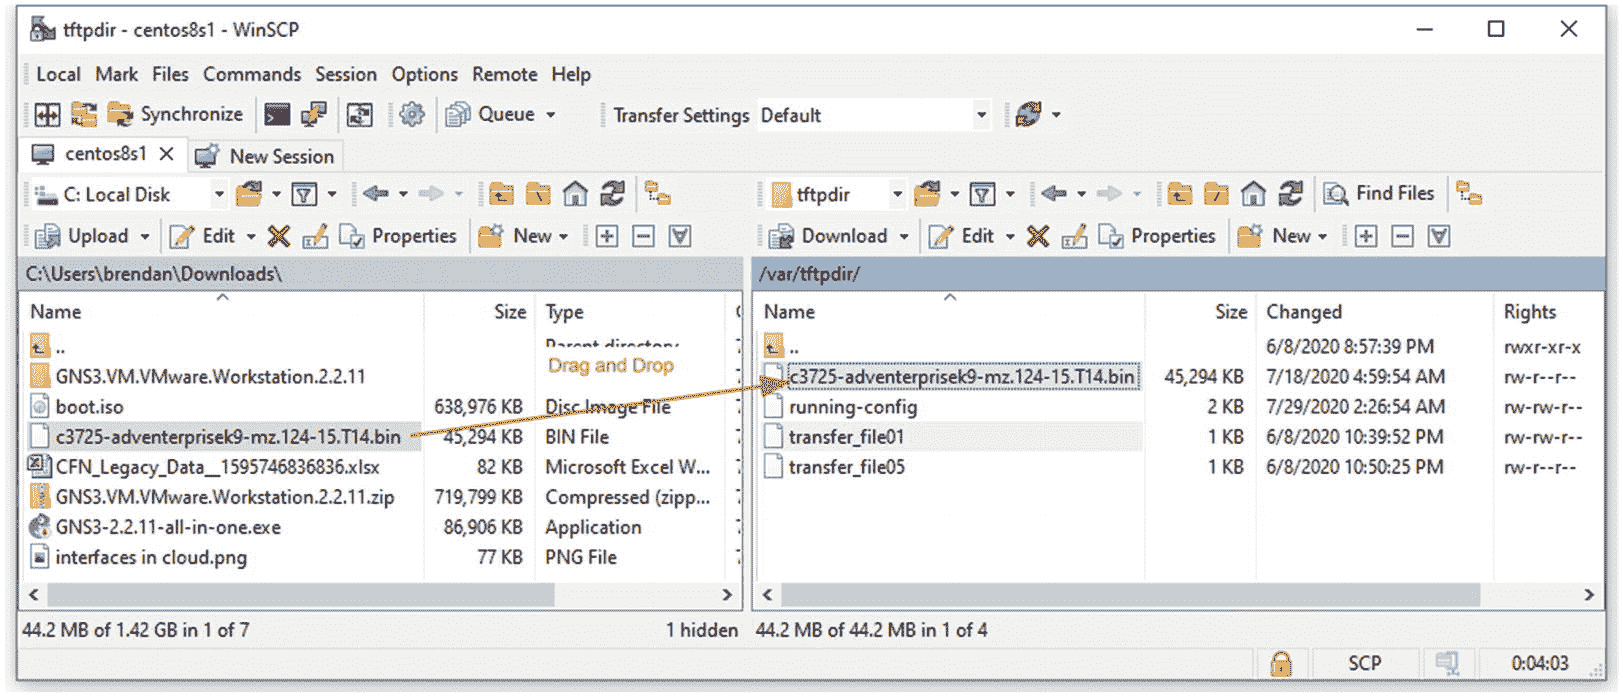 tftpdir - centos8s1 - WinSCP
Local Mark Files Commands Session Options Remote Help
Synchronize Queue Transfer Settings Default
centos8s1 New Session
C: Local Disk tftpdir Find Files
Upload Edit Properties New Download Edit Properties New
C:\Users\brendan\Downloads\ /var/tftpdir/
Name Size Type Name Size Changed Rights
.. Parent directory .. 6/8/2020 8:57:39 PM rwxr-xr-x
Drag and Drop
GNS3.VM.VMware.Workstation.2.2.11 c3725-adventerprisek9-mz.124-15.T14.bin 45,294 KB 7/18/2020 4:59:54 AM rw-r--r--
boot.iso 638,976 KB Disc Image File running-config 2 KB 7/29/2020 2:26:54 AM rw-rw-r--
c3725-adventerprisek9-mz.124-15.T14.bin 45,294 KB BIN File transfer_file01 1 KB 6/8/2020 10:39:52 PM rw-rw-r--
CFN_Legacy_Data__1595746836836.xlsx 82 KB Microsoft Excel W... transfer_file05 1 KB 6/8/2020 10:50:25 PM rw-r--r--
GNS3.VM.VMware.Workstation.2.2.11.zip 719,799 KB Compressed (zipp...
GNS3-2.2.11-all-in-one.exe 86,906 KB Application
interfaces in cloud.png 77 KB PNG File
44.2 MB of 1.42 GB in 1 of 7 1 hidden 44.2 MB of 44.2 MB in 1 of 4
SCP 0:04:03